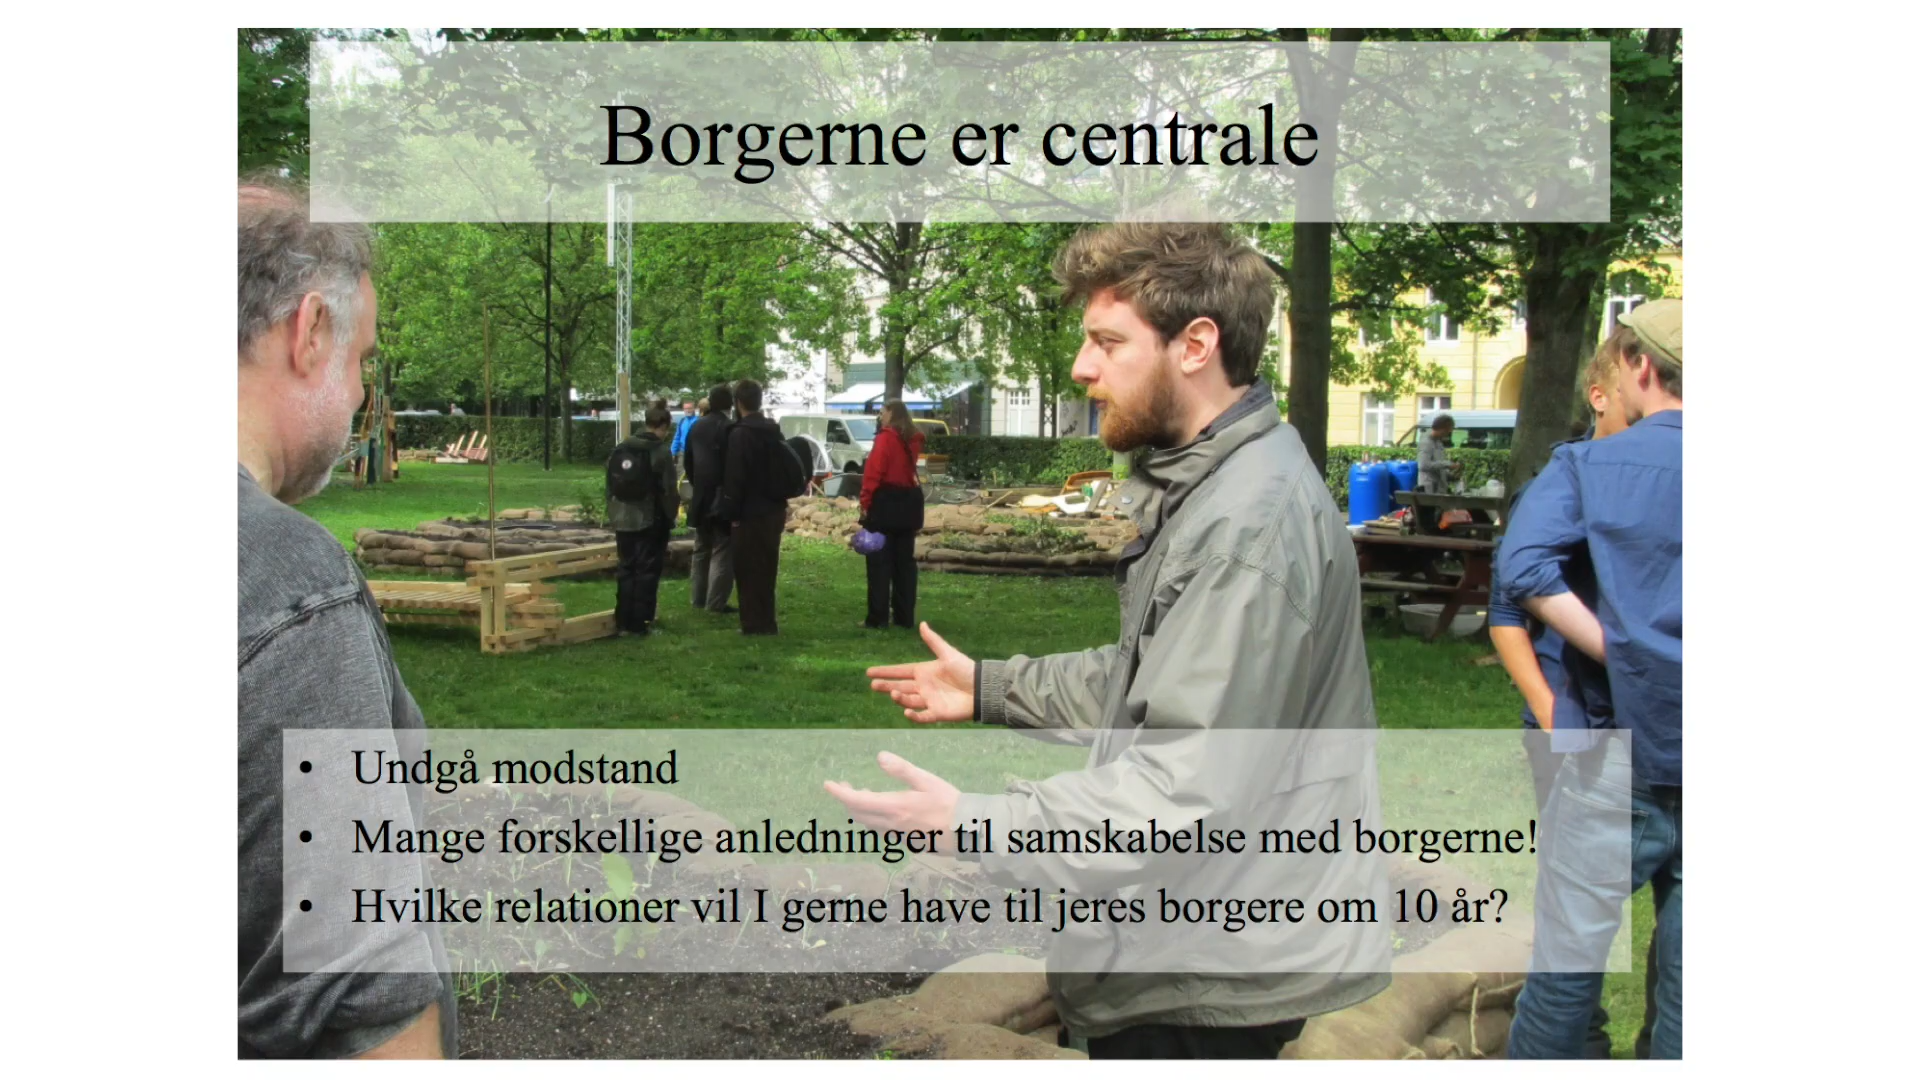 Borgerne er centrale
• Undgå modstand
• Mange forskellige anledninger til samskabelse med borgerne!
• Hvilke relationer vil I gerne have til jeres borgere om 10 år?